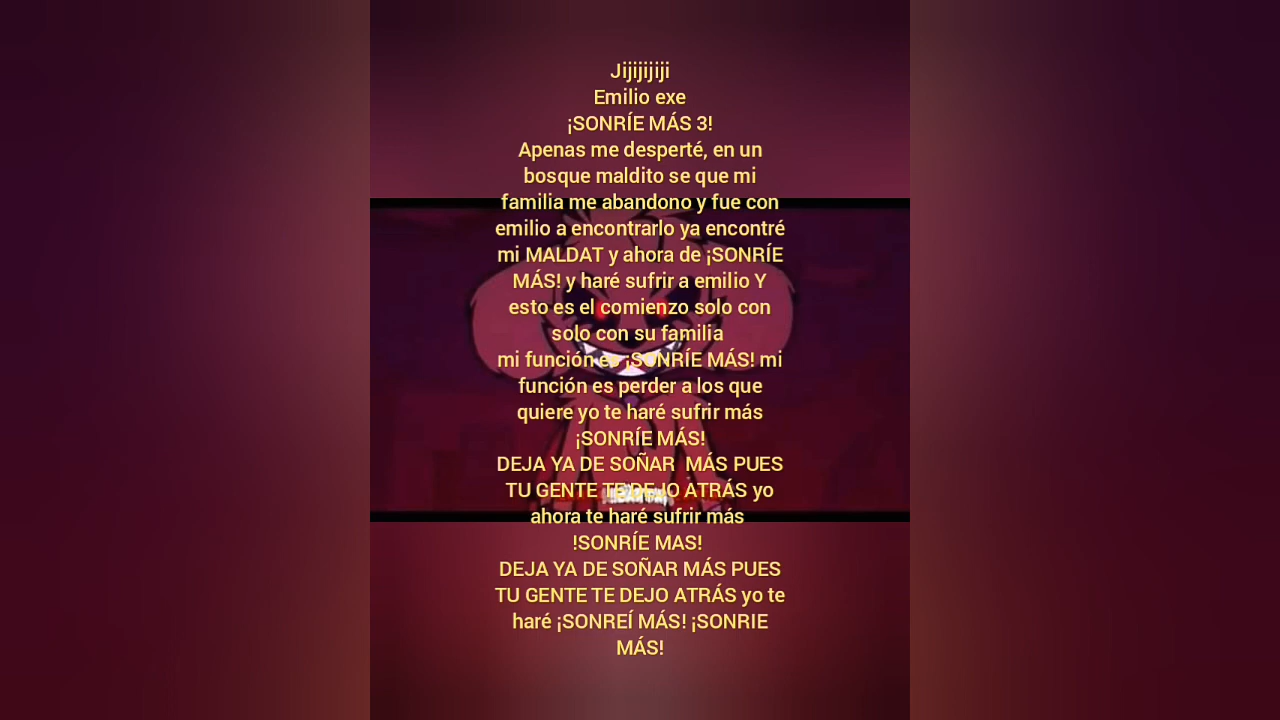 Jijijijiji
Emilio exe
¡SONRÍE MÁS 3!
Apenas me desperté, en un
bosque maldito se que mi
familia me abandono y fue con
emilio a encontrarlo ya encontré
mi MALDAT y ahora de ¡SONRÍE
MÁS! y haré sufrir a emilio Y
esto es el comienzo solo con
solo con su familia
mi función es ¡SONRÍE MÁS! mi
función es perder a los que
quiere yo te haré sufrir más
¡SONRÍE MÁS!
DEJA YA DE SOÑAR  MÁS PUES
TU GENTE TE DEJO ATRÁS yo
ahora te haré sufrir más
!SONRÍE MAS!
DEJA YA DE SOÑAR MÁS PUES
TU GENTE TE DEJO ATRÁS yo te
haré ¡SONREÍ MÁS! ¡SONRIE
MÁS!